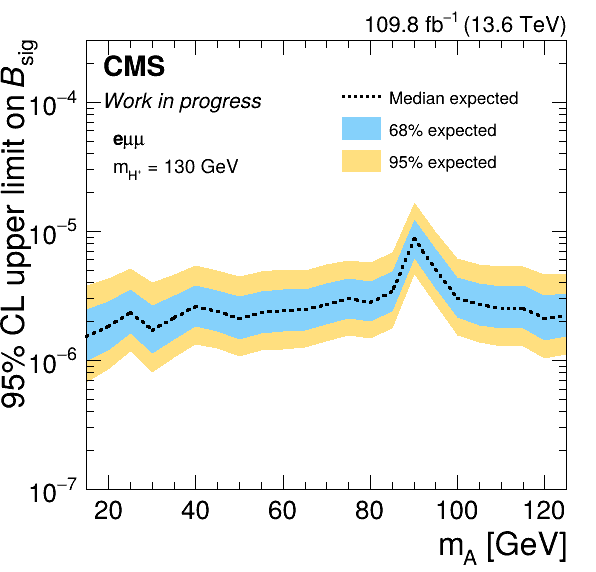 109.8 fb⁻¹ (13.6 TeV)
CMS
Work in progress
eμμ
m_H⁺ = 130 GeV
Median expected
68% expected
95% expected
95% CL upper limit on B_sig
10⁻⁴
10⁻⁵
10⁻⁶
10⁻⁷
20 40 60 80 100 120
m_A [GeV]